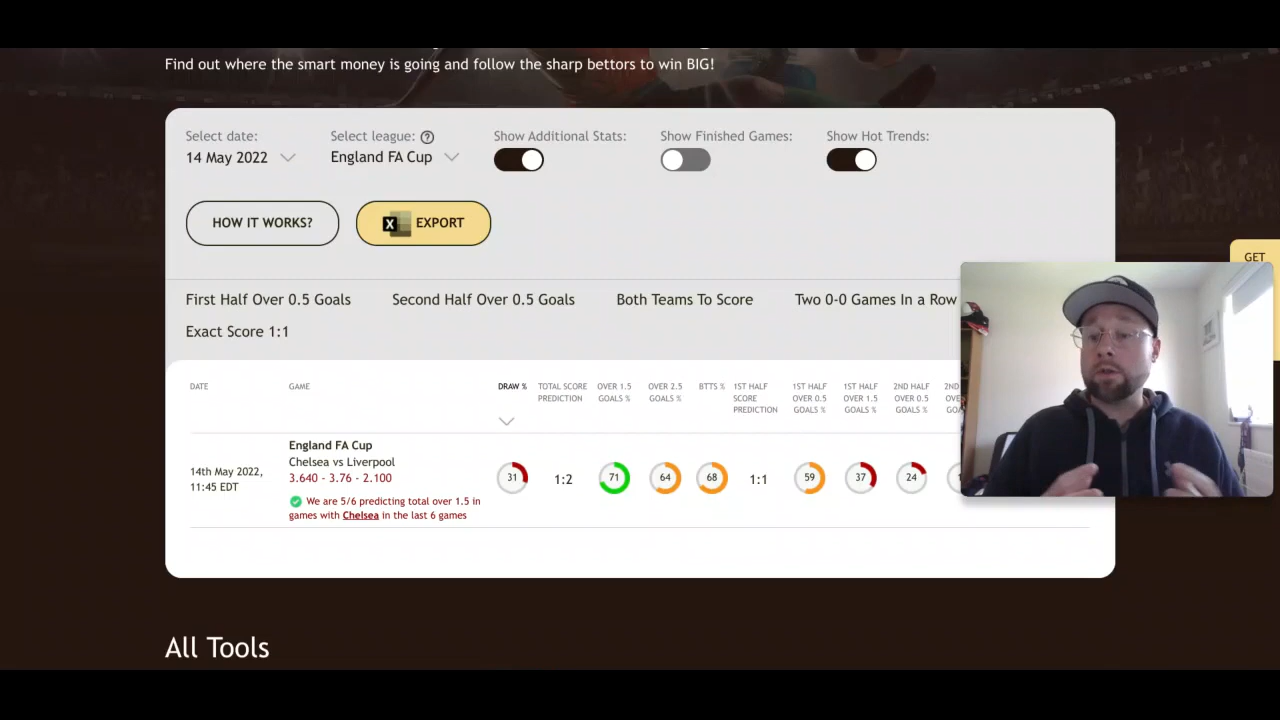 Find out where the smart money is going and follow the sharp bettors to win BIG!
Select date:
14 May 2022
Select league: ?
England FA Cup
Show Additional Stats:
Show Finished Games:
Show Hot Trends:
HOW IT WORKS?
X EXPORT
GET
First Half Over 0.5 Goals
Second Half Over 0.5 Goals
Both Teams To Score
Two 0-0 Games In a Row
Exact Score 1:1
DATE
GAME
DRAW %
TOTAL SCORE
PREDICTION
OVER 1.5
GOALS %
OVER 2.5
GOALS %
BTTS %
1ST HALF
SCORE
PREDICTION
1ST HALF
OVER 0.5
GOALS %
1ST HALF
OVER 1.5
GOALS %
2ND HALF
OVER 0.5
GOALS %
2ND
14th May 2022,
11:45 EDT
England FA Cup
Chelsea vs Liverpool
3.640 - 3.76 - 2.100
We are 5/6 predicting total over 1.5 in
games with Chelsea in the last 6 games
31
1:2
71
64
68
1:1
59
37
24
All Tools